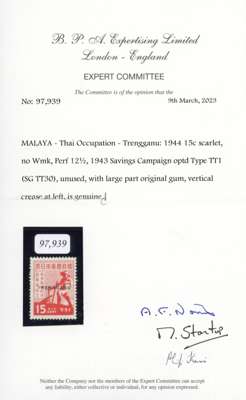 B. P. A. Expertising Limited
London - England
EXPERT COMMITTEE
The Committee is of the opinion that the
No: 97,939
9th March, 2023
MALAYA - Thai Occupation - Trengganu: 1944 15c scarlet,
no Wmk, Perf 12½, 1943 Savings Campaign optd Type TT1
(SG TT30), unused, with large part original gum, vertical
crease at left, is genuine.
97,939
15
Neither the Company nor the members of the Expert Committee can accept
any liability, either collective or individual, for any opinion expressed.